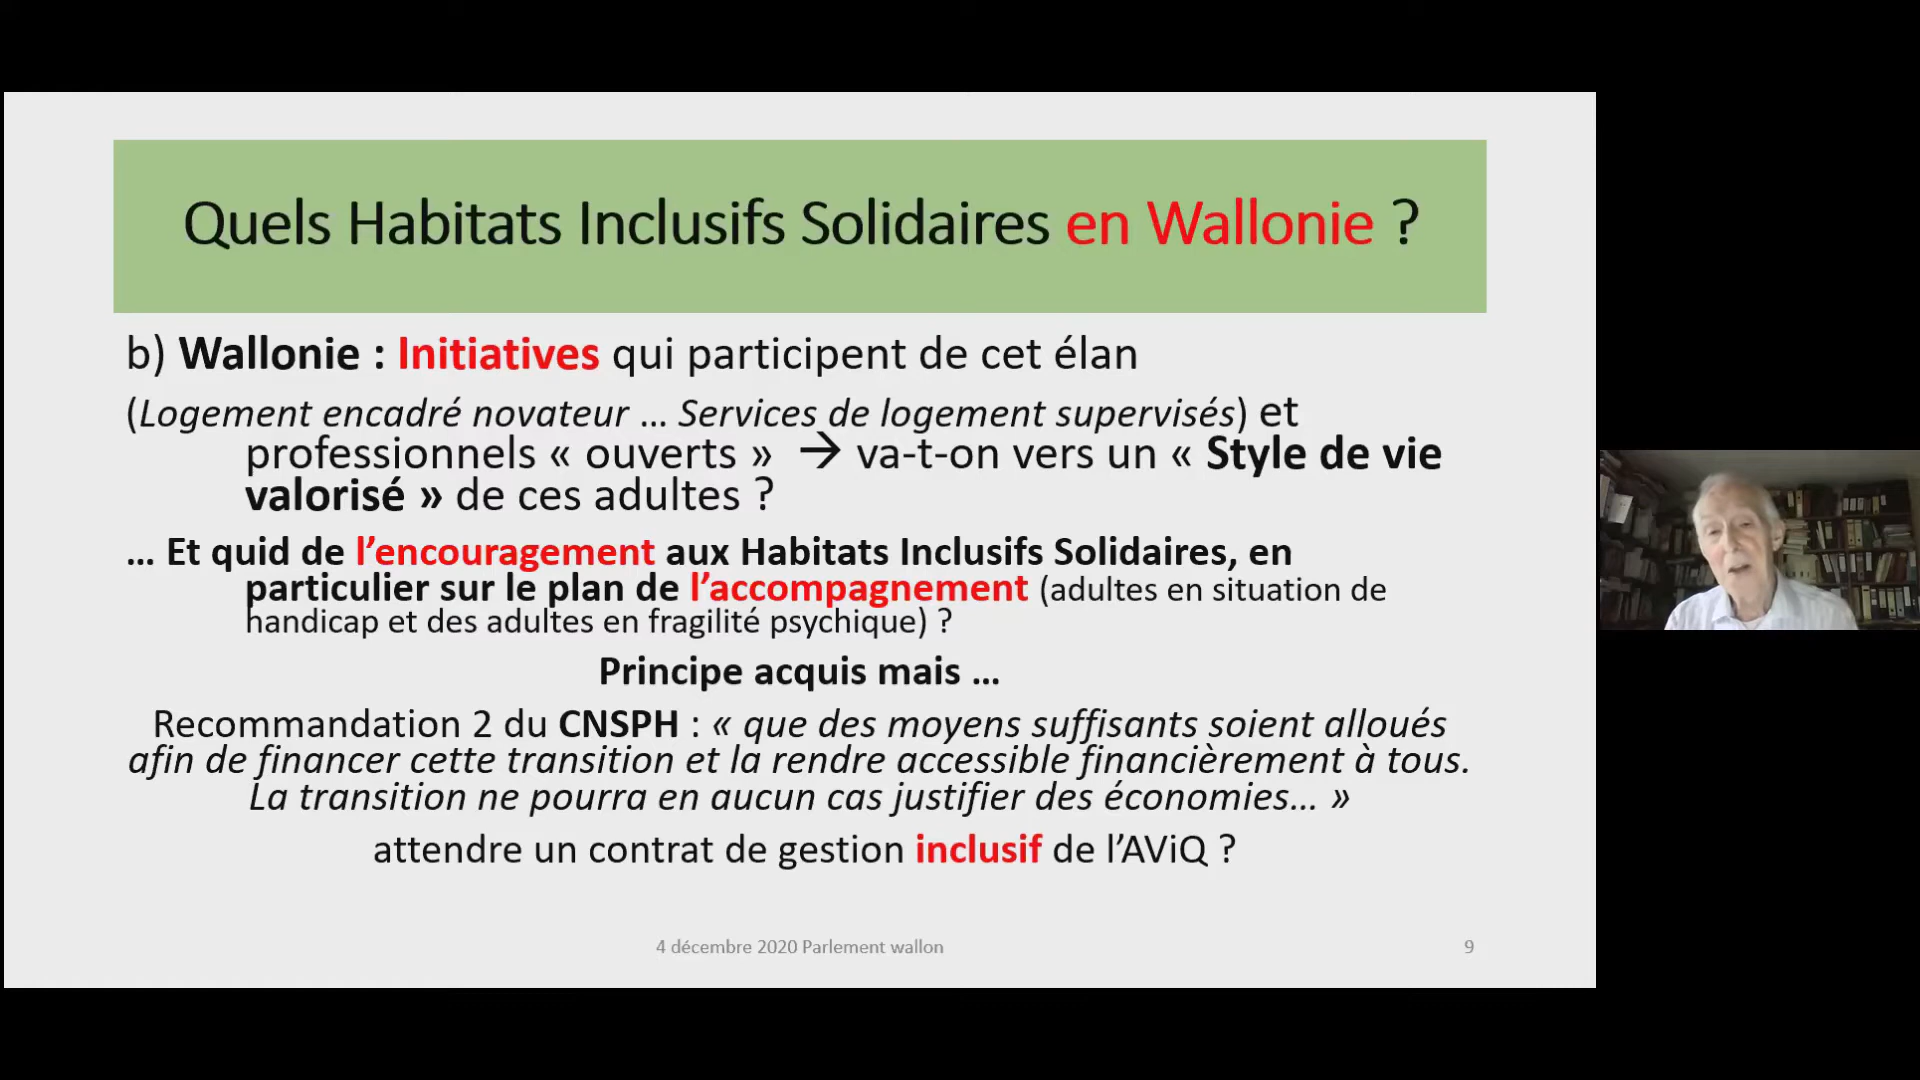 Quels Habitats Inclusifs Solidaires en Wallonie ?
b) Wallonie : Initiatives qui participent de cet élan
(Logement encadré novateur … Services de logement supervisés) et
professionnels « ouverts » → va-t-on vers un « Style de vie
valorisé » de ces adultes ?
… Et quid de l’encouragement aux Habitats Inclusifs Solidaires, en
particulier sur le plan de l’accompagnement (adultes en situation de
handicap et des adultes en fragilité psychique) ?
Principe acquis mais …
Recommandation 2 du CNSPH : « que des moyens suffisants soient alloués
afin de financer cette transition et la rendre accessible financièrement à tous.
La transition ne pourra en aucun cas justifier des économies… »
attendre un contrat de gestion inclusif de l’AViQ ?
4 décembre 2020 Parlement wallon
9